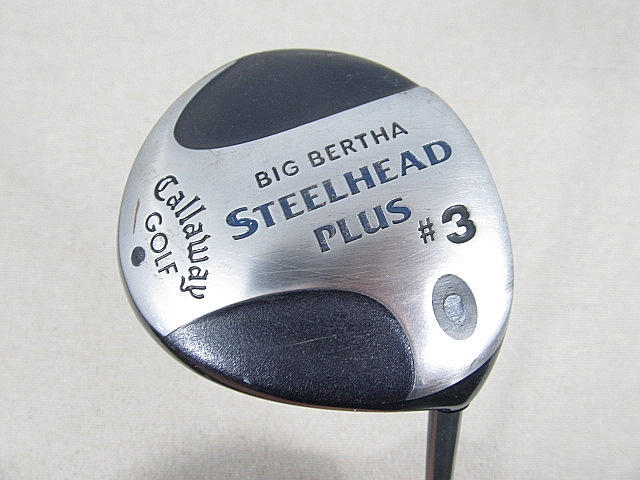 BIG BERTHA
STEELHEAD
PLUS #3
Callaway
GOLF